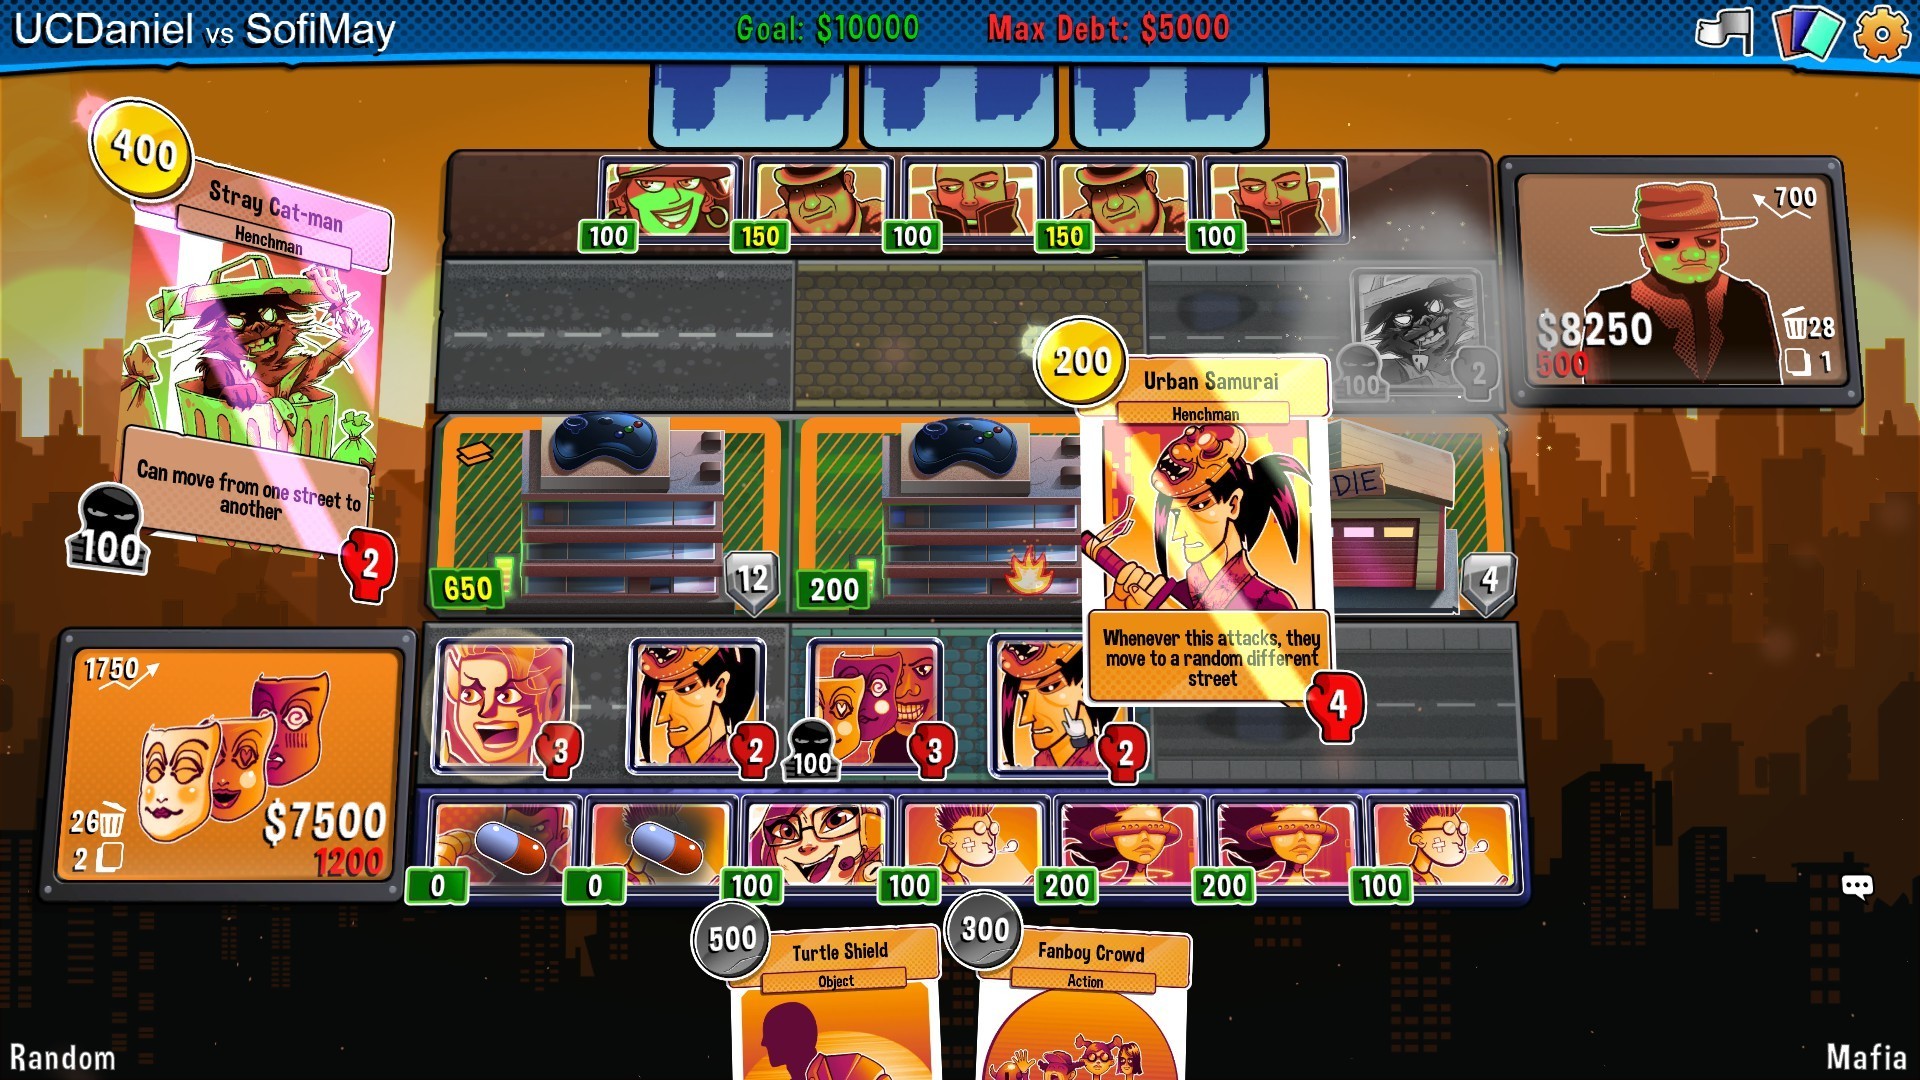 UCDaniel vs SofiMay
Goal: $10000
Max Debt: $5000
400
Stray Cat-man
Henchman
Can move from one street to
another
100
2
100
150
100
150
100
700
$8250
500
28
1
100
2
200
Urban Samurai
Henchman
Whenever this attacks, they
move to a random different
street
4
650
12
200
DIE
4
1750
26
2
$7500
1200
3
2
100
3
2
0
0
100
100
200
200
100
500
Turtle Shield
Object
300
Fanboy Crowd
Action
Random
Mafia